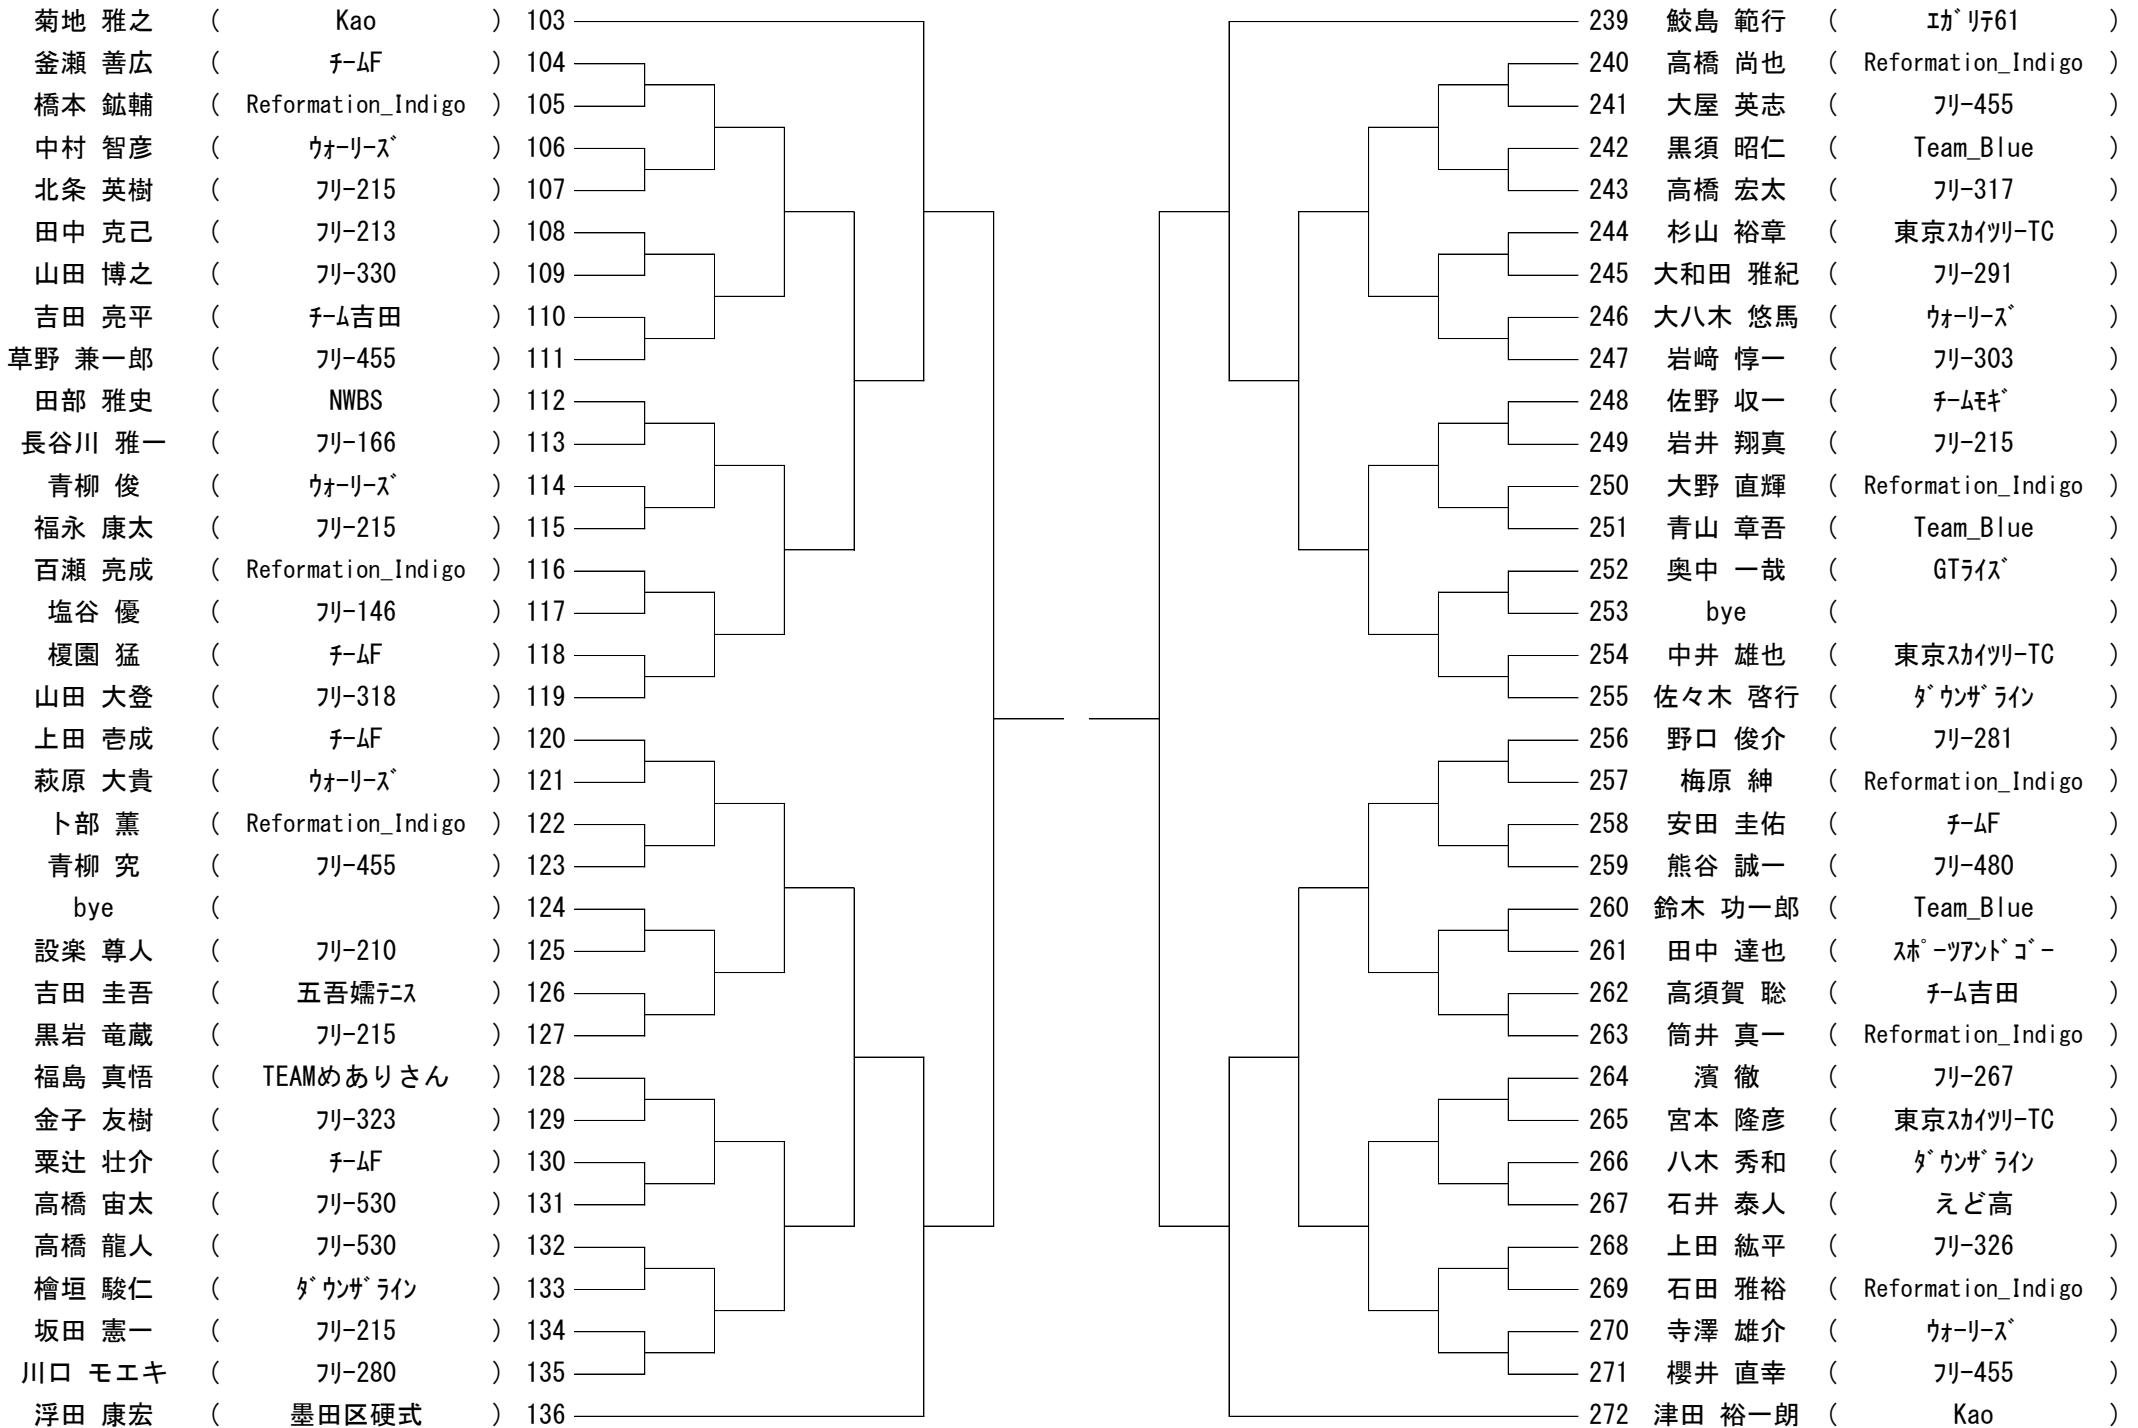 菊地 雅之 ( Kao ) 103
釜瀬 善広 ( ﾁｰﾑF ) 104
橋本 鉱輔 ( Reformation_Indigo ) 105
中村 智彦 ( ｳｫｰﾘｰｽﾞ ) 106
北条 英樹 ( ﾌﾘｰ215 ) 107
田中 克己 ( ﾌﾘｰ213 ) 108
山田 博之 ( ﾌﾘｰ330 ) 109
吉田 亮平 ( ﾁｰﾑ吉田 ) 110
草野 兼一郎 ( ﾌﾘｰ455 ) 111
田部 雅史 ( NWBS ) 112
長谷川 雅一 ( ﾌﾘｰ166 ) 113
青柳 俊 ( ｳｫｰﾘｰｽﾞ ) 114
福永 康太 ( ﾌﾘｰ215 ) 115
百瀬 亮成 ( Reformation_Indigo ) 116
塩谷 優 ( ﾌﾘｰ146 ) 117
榎園 猛 ( ﾁｰﾑF ) 118
山田 大登 ( ﾌﾘｰ318 ) 119
上田 壱成 ( ﾁｰﾑF ) 120
萩原 大貴 ( ｳｫｰﾘｰｽﾞ ) 121
卜部 薫 ( Reformation_Indigo ) 122
青柳 究 ( ﾌﾘｰ455 ) 123
bye ( ) 124
設楽 尊人 ( ﾌﾘｰ210 ) 125
吉田 圭吾 ( 五吾嬬ﾃﾆｽ ) 126
黒岩 竜蔵 ( ﾌﾘｰ215 ) 127
福島 真悟 ( TEAMめありさん ) 128
金子 友樹 ( ﾌﾘｰ323 ) 129
粟辻 壮介 ( ﾁｰﾑF ) 130
高橋 宙太 ( ﾌﾘｰ530 ) 131
高橋 龍人 ( ﾌﾘｰ530 ) 132
檜垣 駿仁 ( ﾀﾞｳﾝｻﾞﾗｲﾝ ) 133
坂田 憲一 ( ﾌﾘｰ215 ) 134
川口 モエキ ( ﾌﾘｰ280 ) 135
浮田 康宏 ( 墨田区硬式 ) 136
239 鮫島 範行 ( ｴｶﾞﾘﾃ61 )
240 高橋 尚也 ( Reformation_Indigo )
241 大屋 英志 ( ﾌﾘｰ455 )
242 黒須 昭仁 ( Team_Blue )
243 高橋 宏太 ( ﾌﾘｰ317 )
244 杉山 裕章 ( 東京ｽｶｲﾂﾘｰTC )
245 大和田 雅紀 ( ﾌﾘｰ291 )
246 大八木 悠馬 ( ｳｫｰﾘｰｽﾞ )
247 岩﨑 惇一 ( ﾌﾘｰ303 )
248 佐野 収一 ( ﾁｰﾑﾓｷﾞ )
249 岩井 翔真 ( ﾌﾘｰ215 )
250 大野 直輝 ( Reformation_Indigo )
251 青山 章吾 ( Team_Blue )
252 奥中 一哉 ( GTﾗｲｽﾞ )
253 bye ( )
254 中井 雄也 ( 東京ｽｶｲﾂﾘｰTC )
255 佐々木 啓行 ( ﾀﾞｳﾝｻﾞﾗｲﾝ )
256 野口 俊介 ( ﾌﾘｰ281 )
257 梅原 紳 ( Reformation_Indigo )
258 安田 圭佑 ( ﾁｰﾑF )
259 熊谷 誠一 ( ﾌﾘｰ480 )
260 鈴木 功一郎 ( Team_Blue )
261 田中 達也 ( ｽﾎﾟｰﾂｱﾝﾄﾞｺﾞｰ )
262 高須賀 聡 ( ﾁｰﾑ吉田 )
263 筒井 真一 ( Reformation_Indigo )
264 濱 徹 ( ﾌﾘｰ267 )
265 宮本 隆彦 ( 東京ｽｶｲﾂﾘｰTC )
266 八木 秀和 ( ﾀﾞｳﾝｻﾞﾗｲﾝ )
267 石井 泰人 ( えど高 )
268 上田 紘平 ( ﾌﾘｰ326 )
269 石田 雅裕 ( Reformation_Indigo )
270 寺澤 雄介 ( ｳｫｰﾘｰｽﾞ )
271 櫻井 直幸 ( ﾌﾘｰ455 )
272 津田 裕一朗 ( Kao )